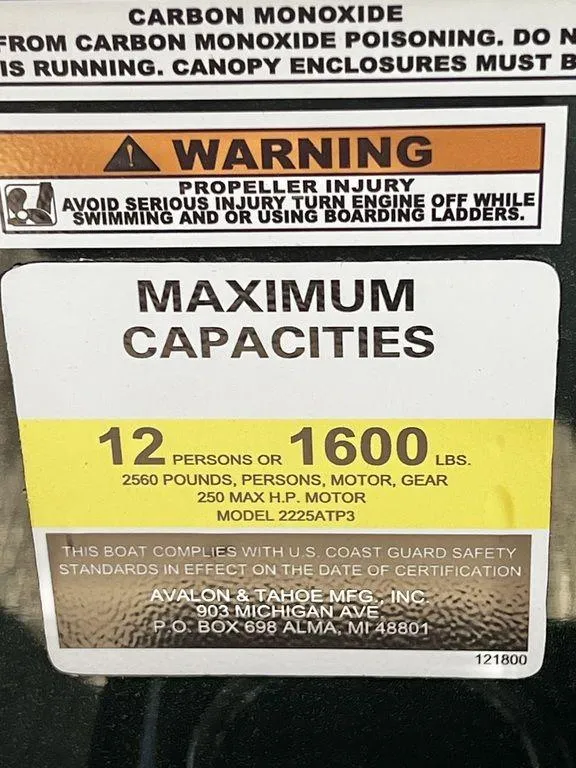 CARBON MONOXIDE
FROM CARBON MONOXIDE POISONING. DO
IS RUNNING. CANOPY ENCLOSURES MUST
WARNING
PROPELLER INJURY
AVOID SERIOUS INJURY TURN ENGINE OFF WHILE
SWIMMING AND OR USING BOARDING LADDERS.
MAXIMUM
CAPACITIES
12 PERSONS OR 1600 LBS.
2560 POUNDS, PERSONS, MOTOR, GEAR
250 MAX H.P. MOTOR
MODEL 2225ATP3
THIS BOAT COMPLIES WITH U.S. COAST GUARD SAFETY
STANDARDS IN EFFECT ON THE DATE OF CERTIFICATION
AVALON & TAHOE MFG., INC.
903 MICHIGAN AVE
P.O. BOX 698 ALMA, MI 48801
121800